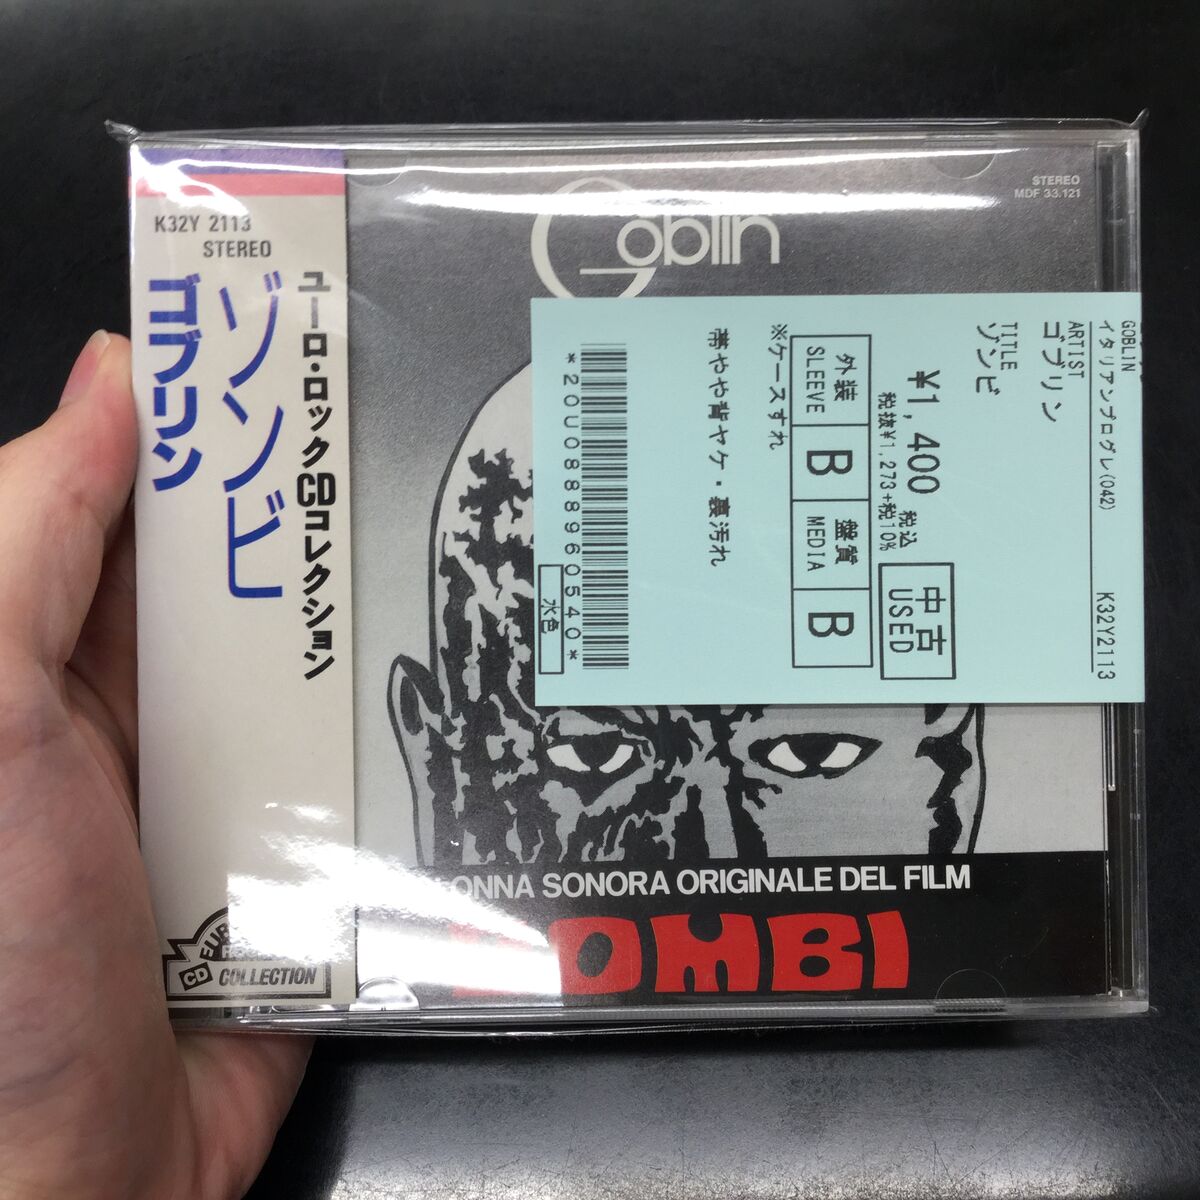 K32Y 2113
STEREO
ユーロ・ロックCDコレクション
ゾンビ
ゴブリン
CD
COLLECTION
Goblin
STEREO
MDF 33.121
GOBLIN
イタリアンプログレ(042)
K32Y2113
ARTIST
ゴブリン
TITLE
ゾンビ
¥1,400 税込
税抜¥1,273+税10%
中古
USED
外装
SLEEVE
B
盤質
MEDIA
B
※ケースすれ
帯やや背ヤケ・裏汚れ
*20U0888960540*
水色
ONNA SONORA ORIGINALE DEL FILM
OMBI